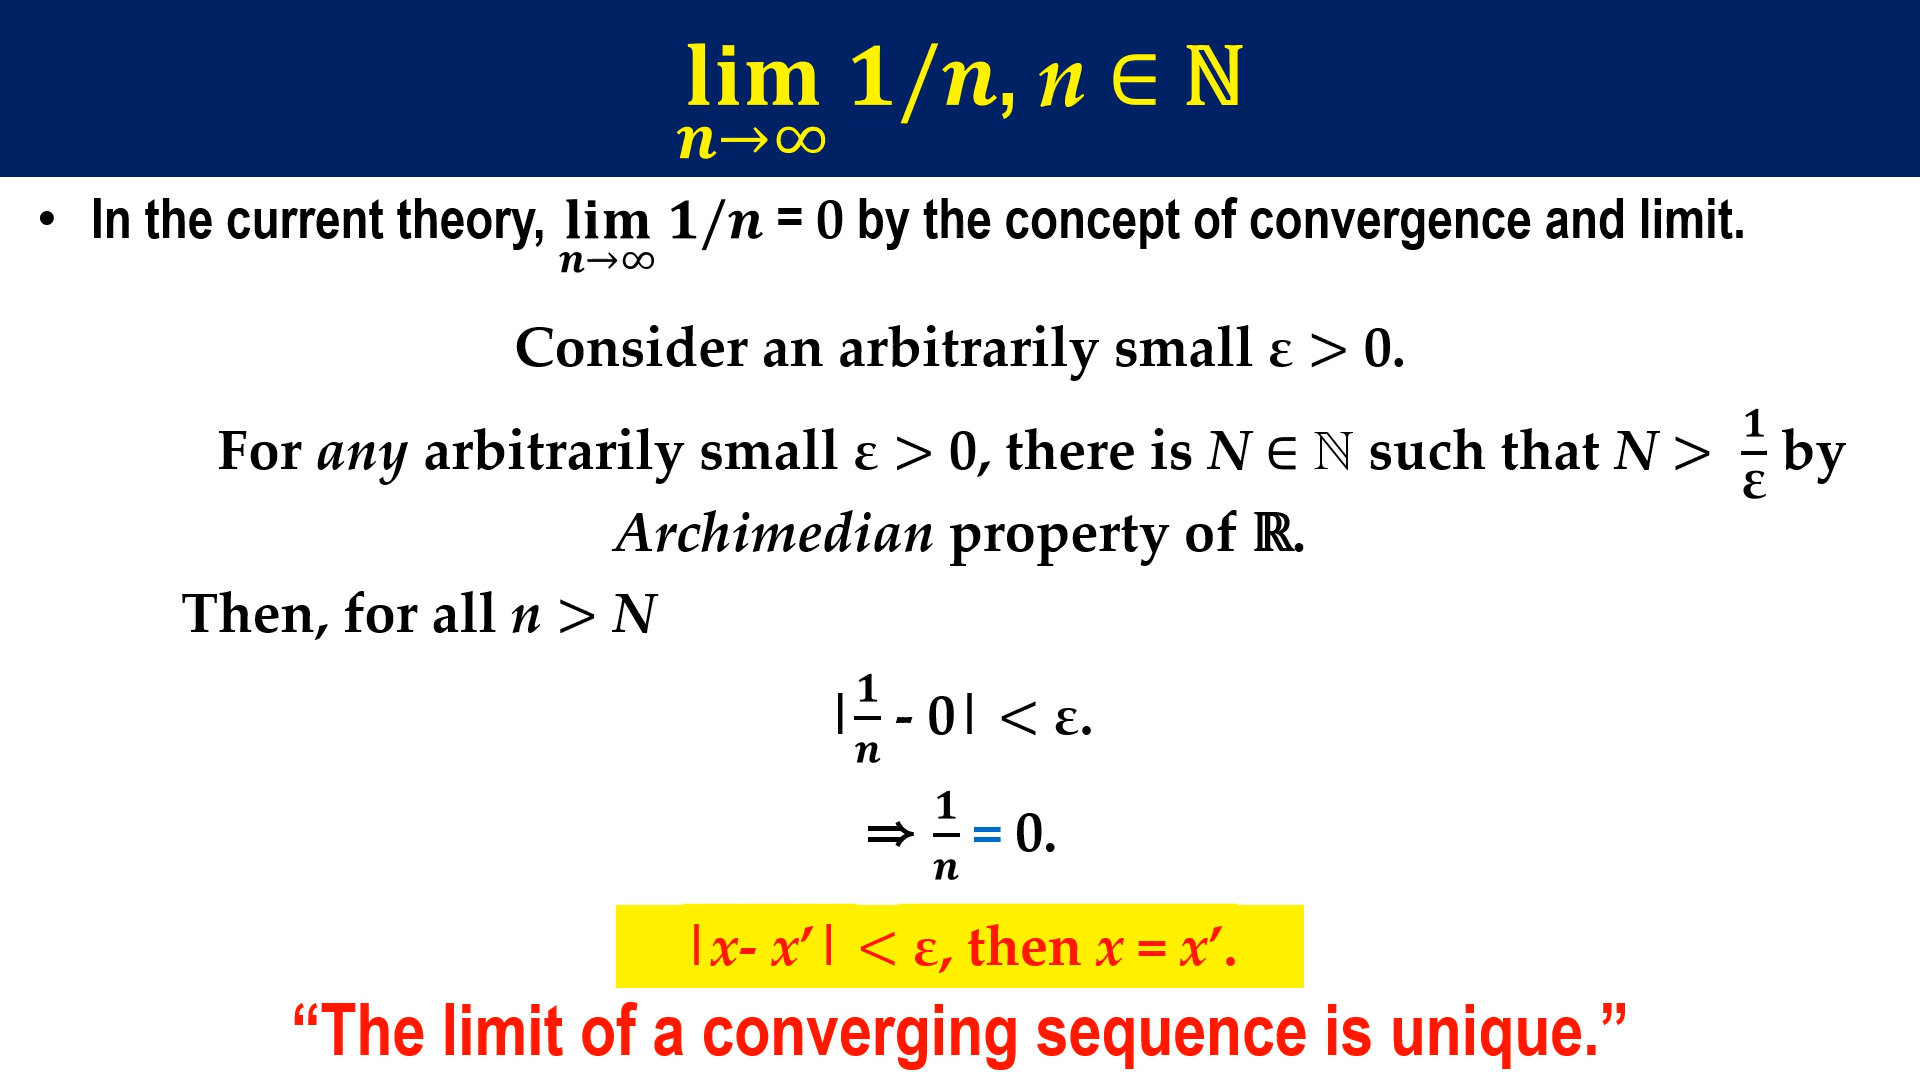 lim 1/n, n ∈ ℕ
n→∞
• In the current theory, lim 1/n = 0 by the concept of convergence and limit.
n→∞
Consider an arbitrarily small ε > 0.
For any arbitrarily small ε > 0, there is N ∈ ℕ such that N > 1/ε by
Archimedian property of ℝ.
Then, for all n > N
|1/n - 0| < ε.
⇒ 1/n = 0.
|x- x′| < ε, then x = x′.
“The limit of a converging sequence is unique.”